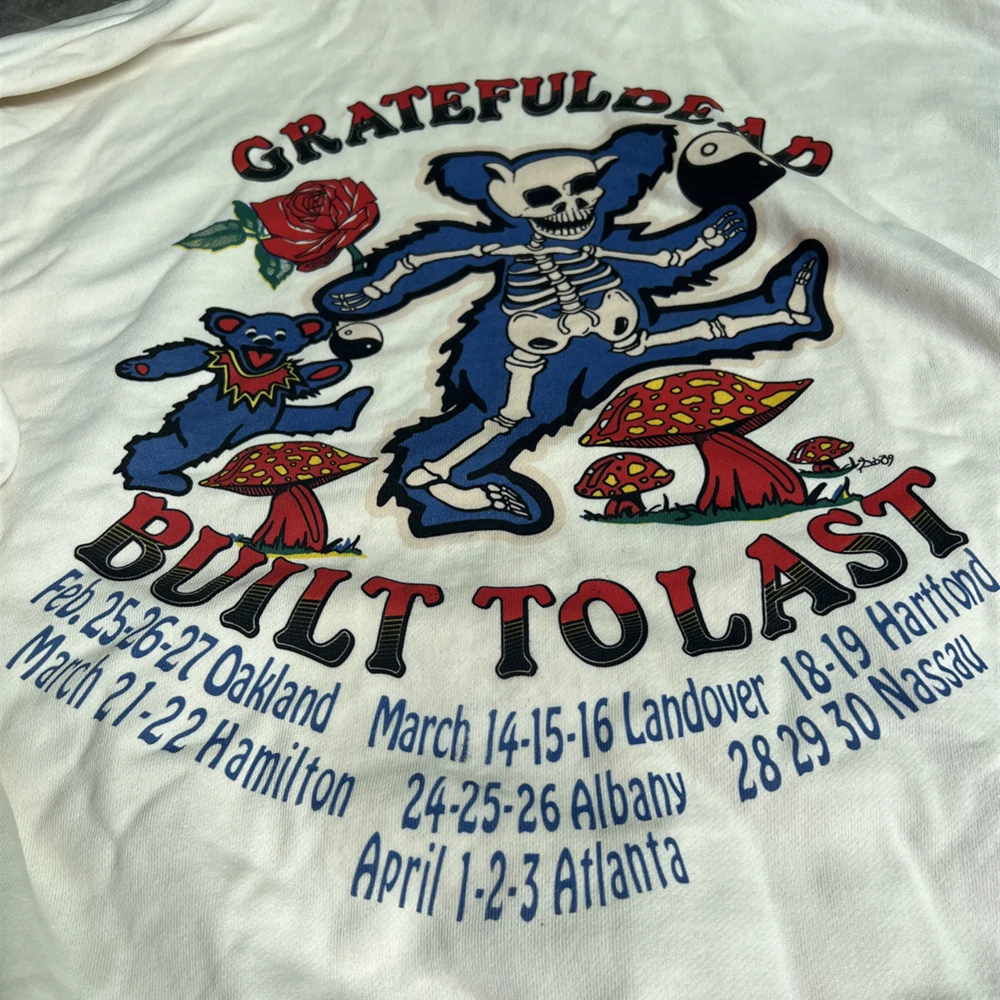 GRATEFUL DEAD
BUILT TO LAST
Feb. 25-26-27 Oakland March 14-15-16 Landover 18-19 Hartfond
March 21-22 Hamilton 24-25-26 Albany 28 29 30 Nassau
April 1-2-3 Atlanta